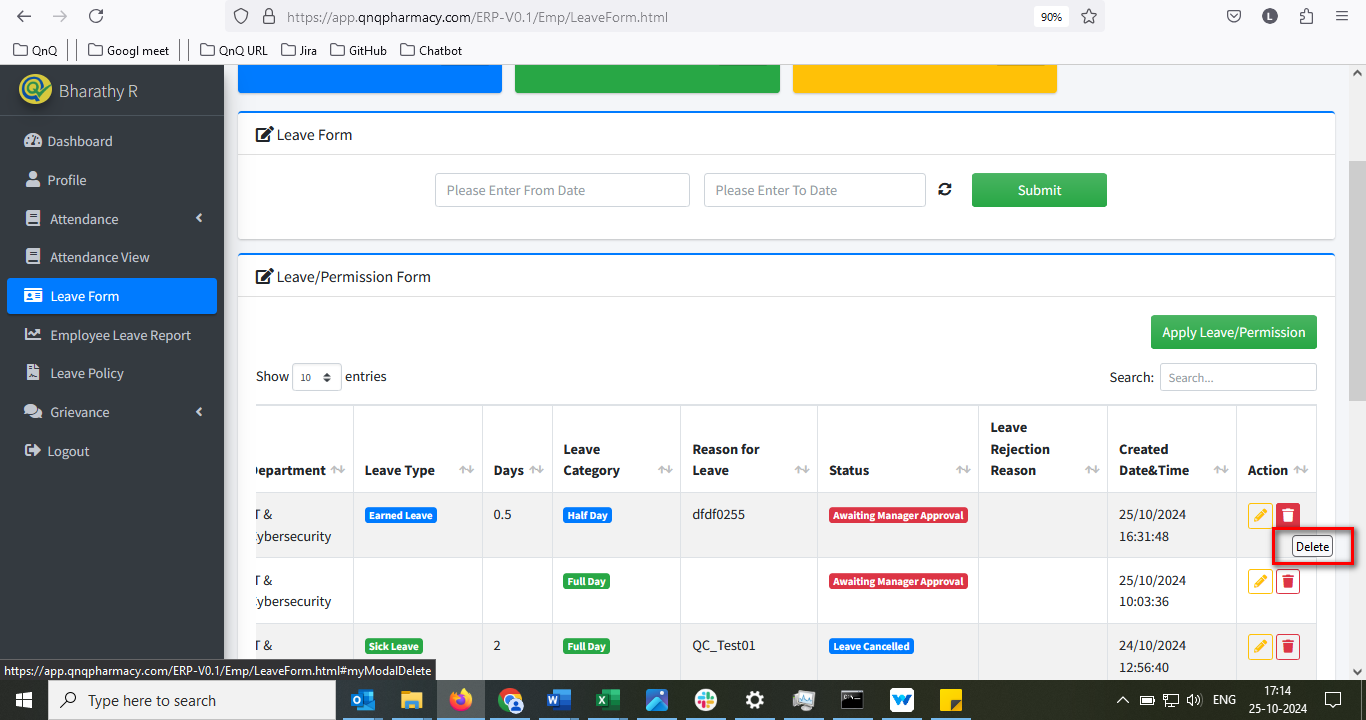 https://app.qnqpharmacy.com/ERP-V0.1/Emp/LeaveForm.html
90%
L
QnQ
Googl meet
QnQ URL
Jira
GitHub
Chatbot
Bharathy R
Dashboard
Profile
Attendance
Attendance View
Leave Form
Employee Leave Report
Leave Policy
Grievance
Logout
Leave Form
Please Enter From Date
Please Enter To Date
Submit
Leave/Permission Form
Apply Leave/Permission
Show 10 entries
Search: Search...
Department
Leave Type
Days
Leave
Category
Reason for
Leave
Status
Leave
Rejection
Reason
Created
Date&Time
Action
T &
Cybersecurity
Earned Leave
0.5
Half Day
dfdf0255
Awaiting Manager Approval
25/10/2024
16:31:48
Delete
T &
Cybersecurity
Full Day
Awaiting Manager Approval
25/10/2024
10:03:36
T &
Sick Leave
2
Full Day
QC_Test01
Leave Cancelled
24/10/2024
12:56:40
https://app.qnqpharmacy.com/ERP-V0.1/Emp/LeaveForm.html#myModalDelete
Type here to search
ENG
17:14
25-10-2024